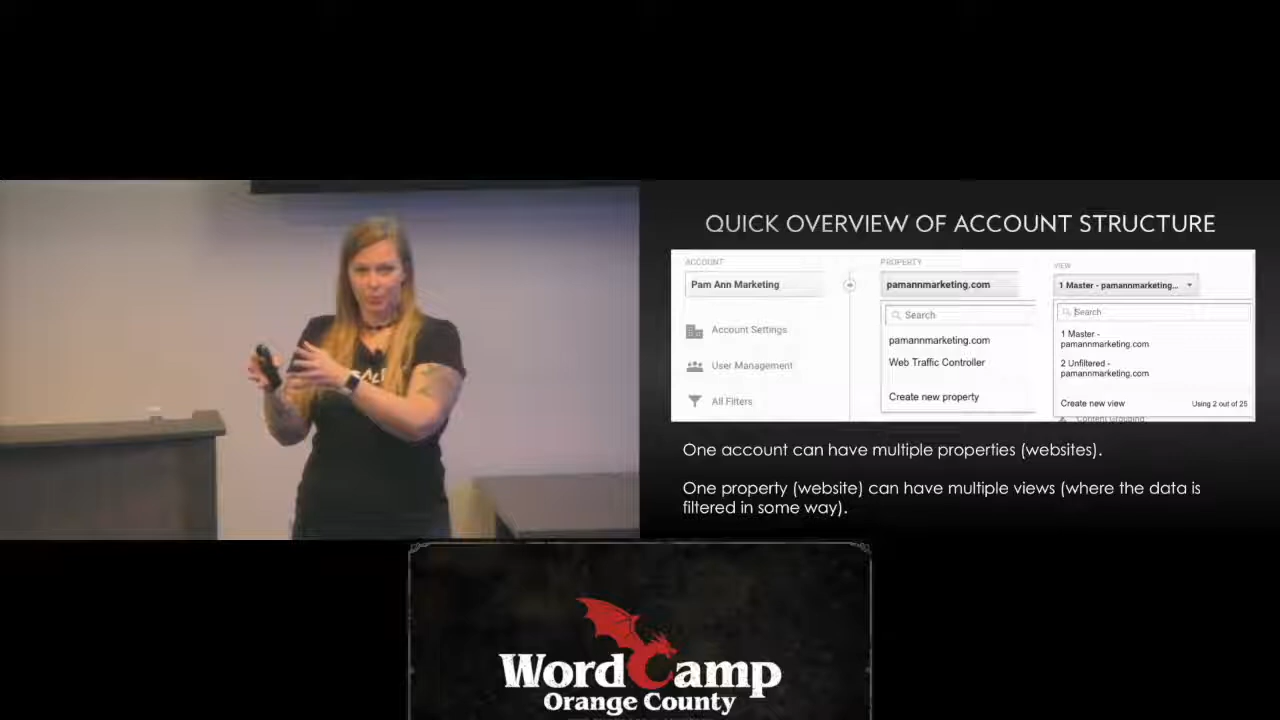 QUICK OVERVIEW OF ACCOUNT STRUCTURE
ACCOUNT
PROPERTY
VIEW
Pam Ann Marketing
pamannmarketing.com
1 Master - pamannmarketing...
Search
Search
Account Settings
User Management
All Filters
pamannmarketing.com
Web Traffic Controller
Create new property
1 Master -
pamannmarketing.com
2 Unfiltered -
pamannmarketing.com
Create new view
Using 2 out of 25
Content Grouping
One account can have multiple properties (websites).
One property (website) can have multiple views (where the data is
filtered in some way).
WordCamp
Orange County